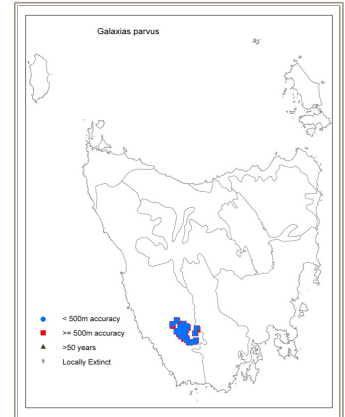 Galaxias parvus
< 500m accuracy
>= 500m accuracy
>50 years
Locally Extinct